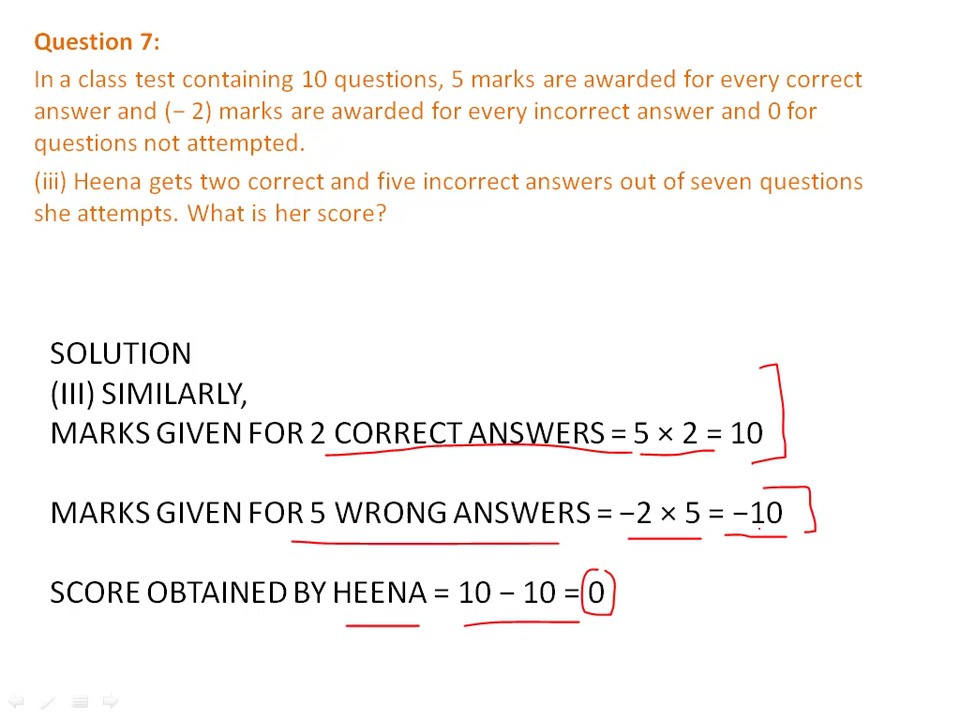 Question 7:
In a class test containing 10 questions, 5 marks are awarded for every correct
answer and (− 2) marks are awarded for every incorrect answer and 0 for
questions not attempted.
(iii) Heena gets two correct and five incorrect answers out of seven questions
she attempts. What is her score?
SOLUTION
(III) SIMILARLY,
MARKS GIVEN FOR 2 CORRECT ANSWERS = 5 × 2 = 10
MARKS GIVEN FOR 5 WRONG ANSWERS = −2 × 5 = −10
SCORE OBTAINED BY HEENA = 10 − 10 = 0